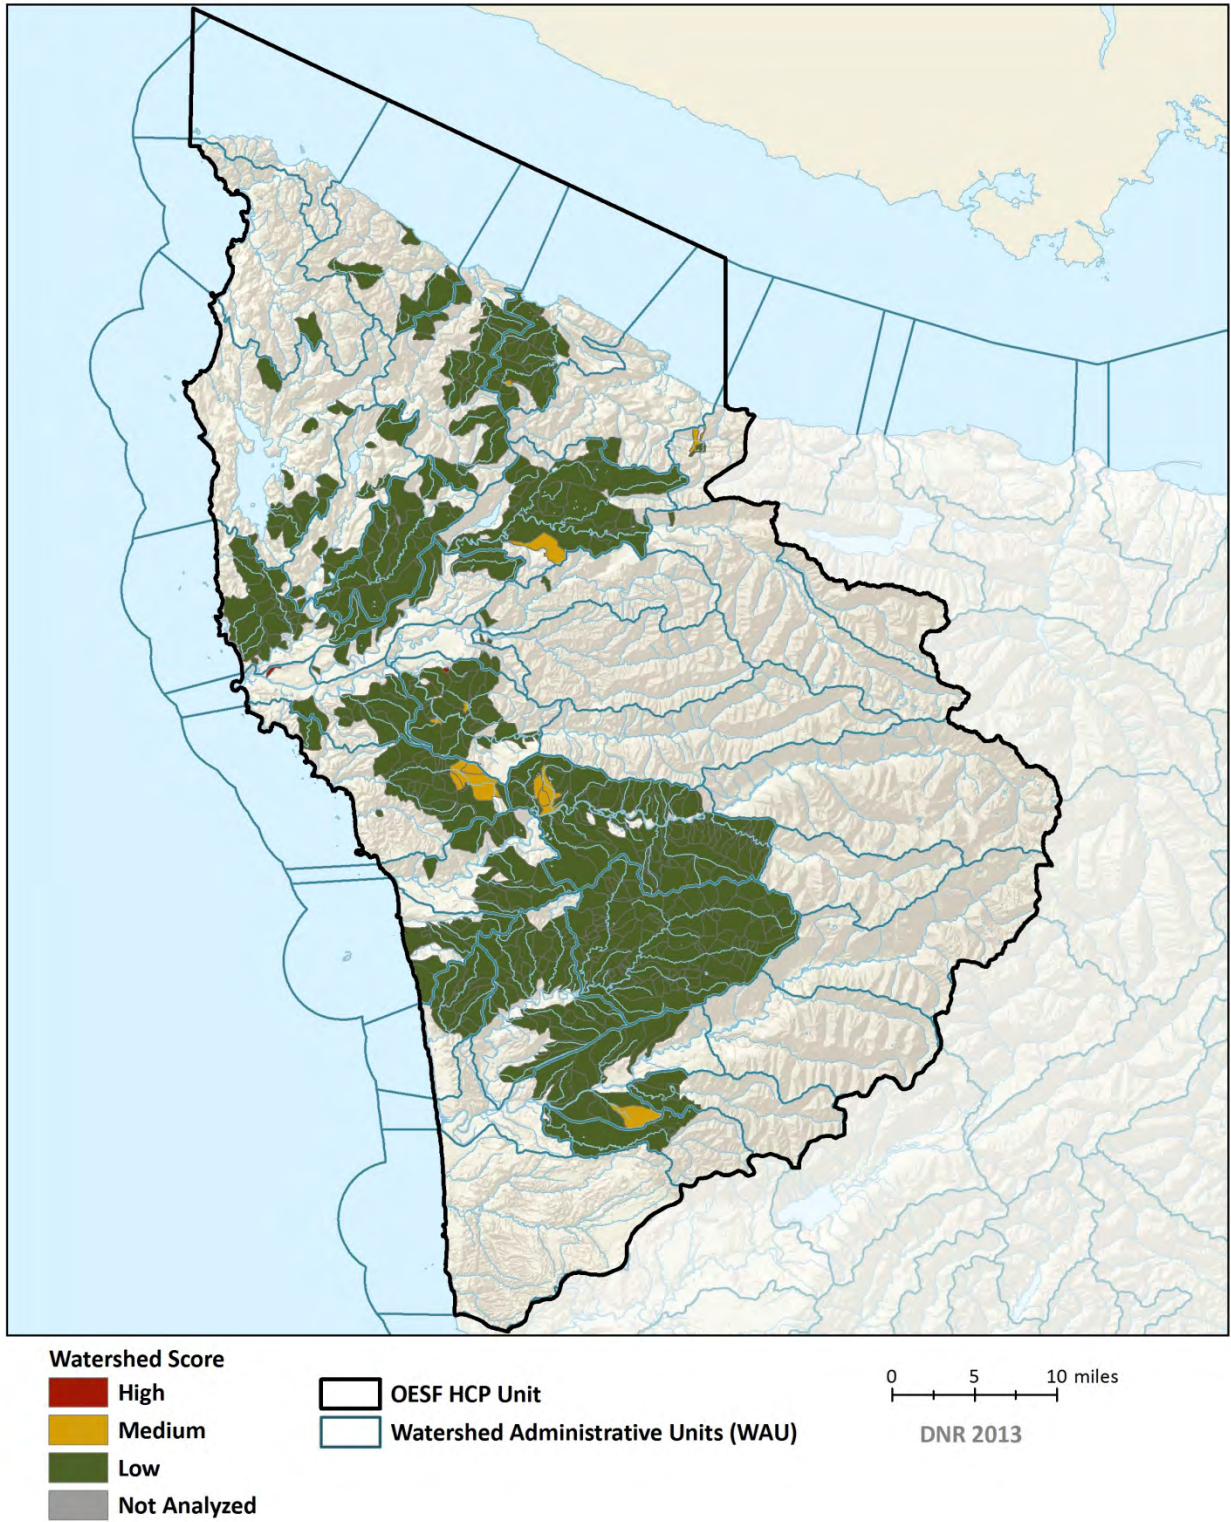 Watershed Score
High
Medium
Low
Not Analyzed
OESF HCP Unit
Watershed Administrative Units (WAU)
0 5 10 miles
DNR 2013